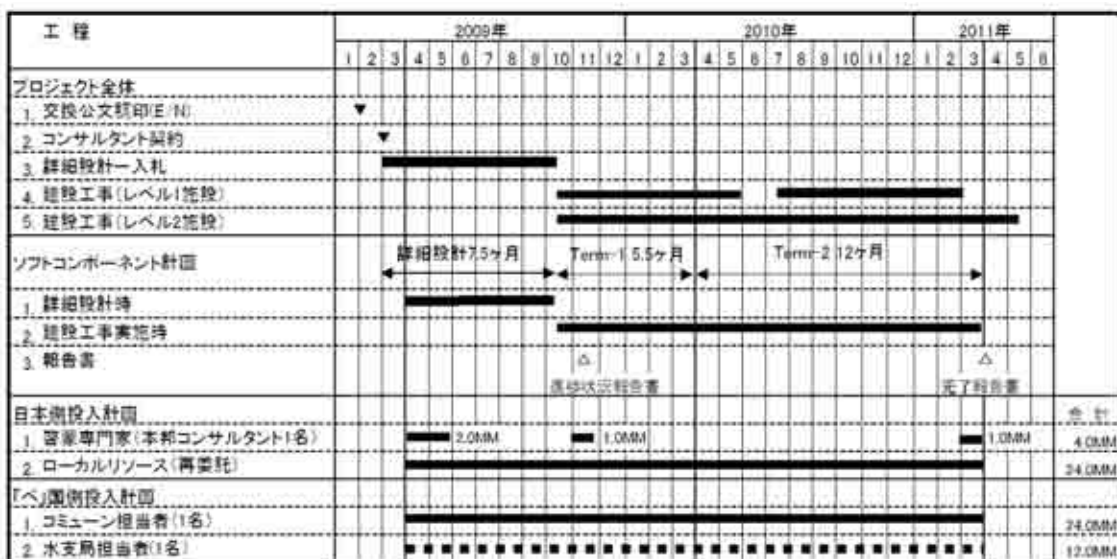 工 程 2009年 2010年 2011年
1 2 3 4 5 6 7 8 9 10 11 12 1 2 3 4 5 6 7 8 9 10 11 12 1 2 3 4 5 6
プロジェクト全体
1. 交換公文調印(E/N)
2. コンサルタント契約
3. 詳細設計ー入札
4. 建設工事(レベル1施設)
5. 建設工事(レベル2施設)
ソフトコンポーネント計画 詳細設計7.5ヶ月 Term-1 5.5ヶ月 Term-2 12ヶ月
1. 詳細設計時
2. 建設工事実施時
3. 報告書
進捗状況報告書 完了報告書
日本側投入計画 合 計
1. 啓蒙専門家(本邦コンサルタント1名) 2.0MM 1.0MM 1.0MM 4.0MM
2. ローカルリソース(再委託) 24.0MM
「ベ」国側投入計画
1. コミューン担当者(1名) 24.0MM
2. 水支局担当者(1名) 12.0MM